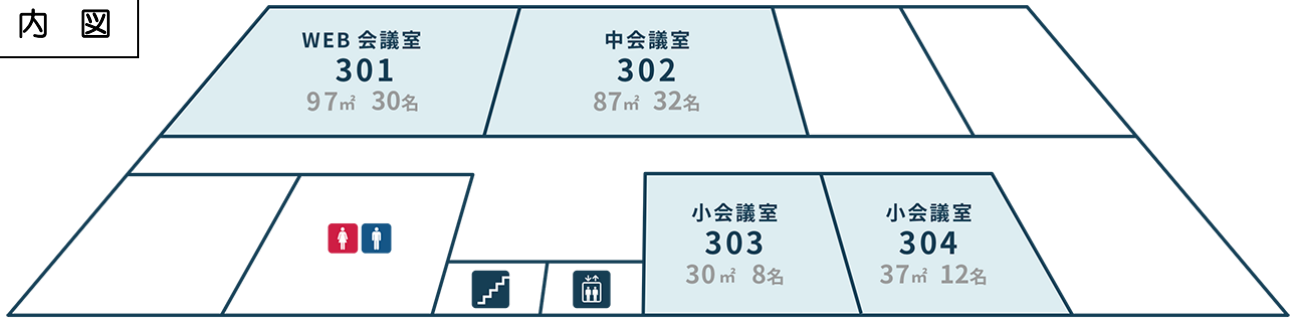 内 図
WEB 会議室
301
97㎡ 30名
中会議室
302
87㎡ 32名
小会議室
303
30㎡ 8名
小会議室
304
37㎡ 12名